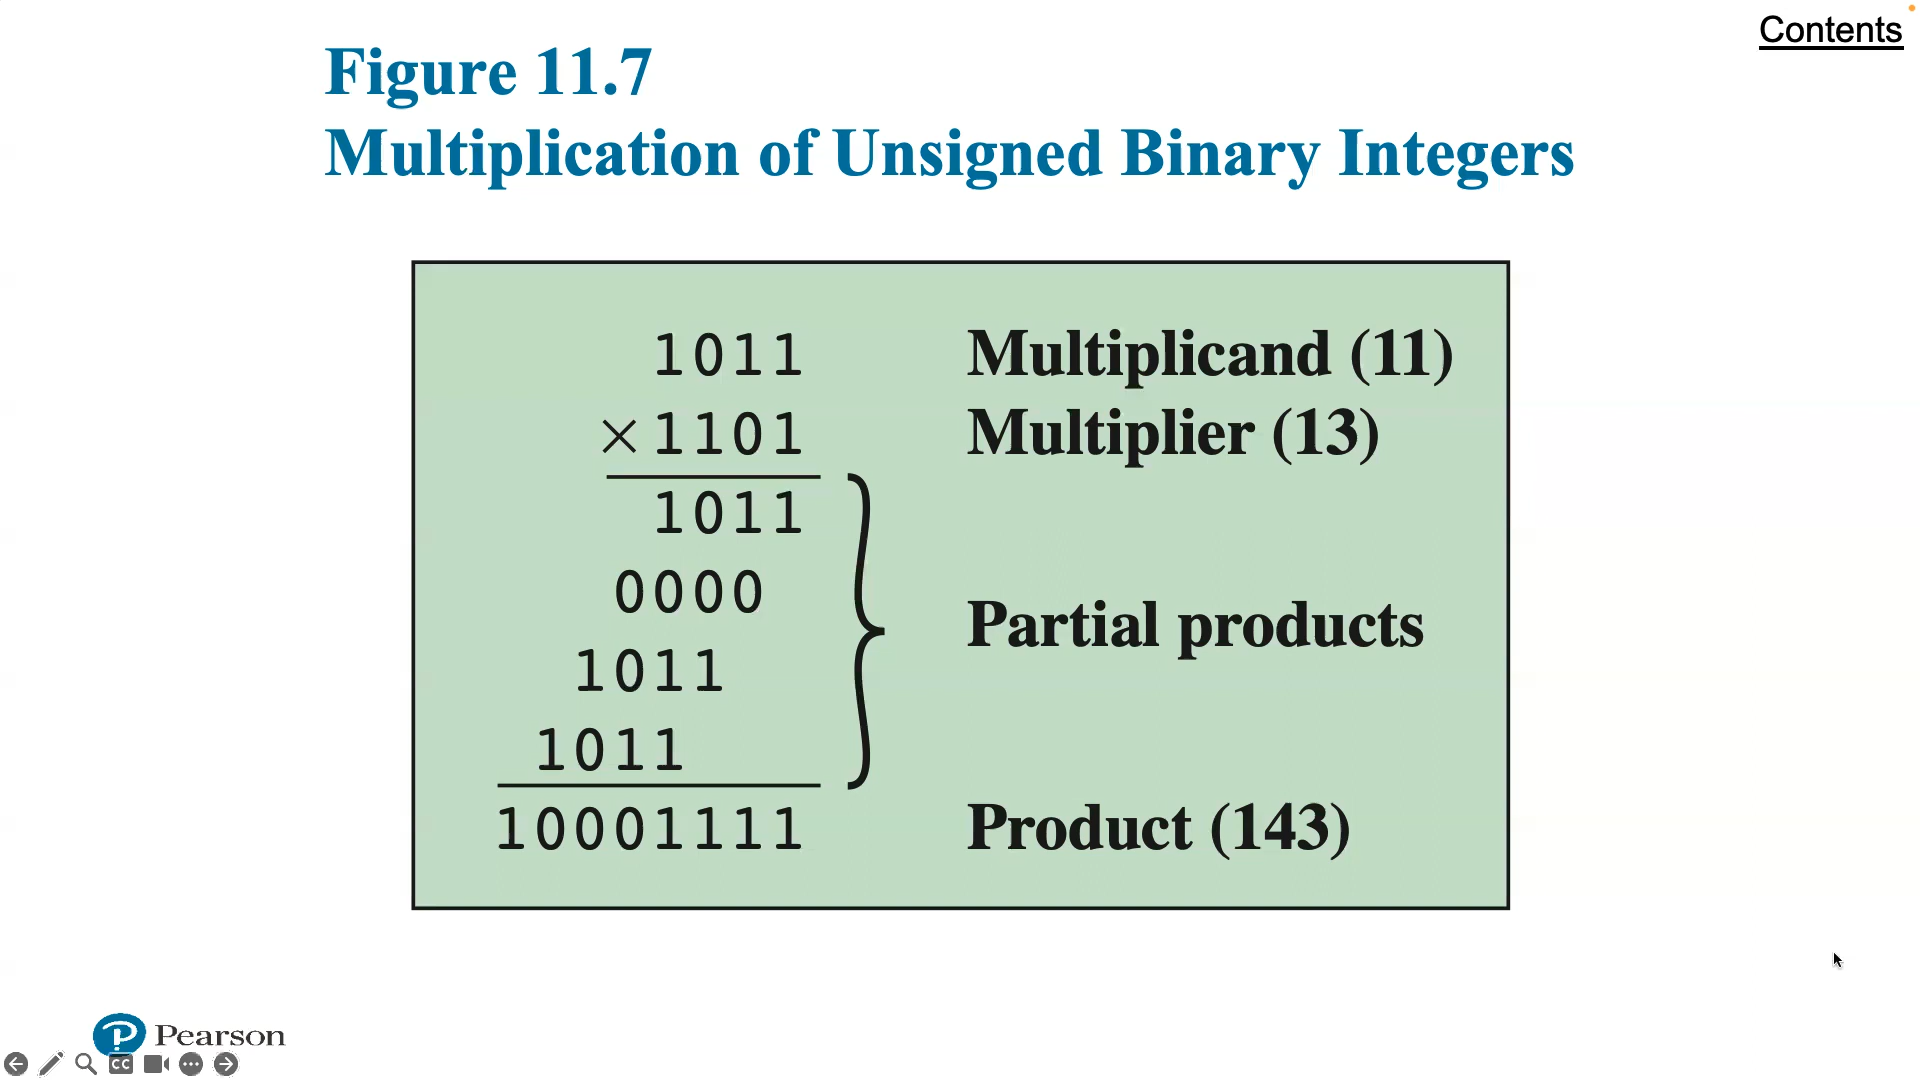 Contents
Figure 11.7
Multiplication of Unsigned Binary Integers
1011 Multiplicand (11)
×1101 Multiplier (13)
1011
0000
Partial products
1011
1011
10001111 Product (143)
P Pearson
CC